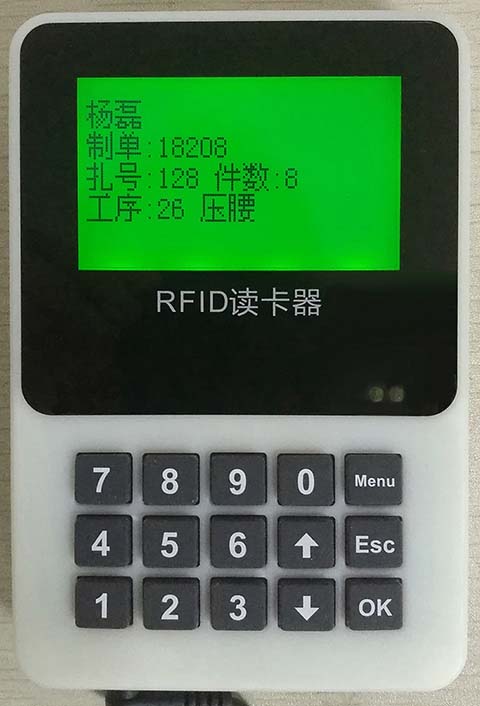 杨磊
制单:18208
扎号:128 件数:8
工序:26 压腰
RFID读卡器
7 8 9 0 Menu
4 5 6 ↑ Esc
1 2 3 ↓ OK